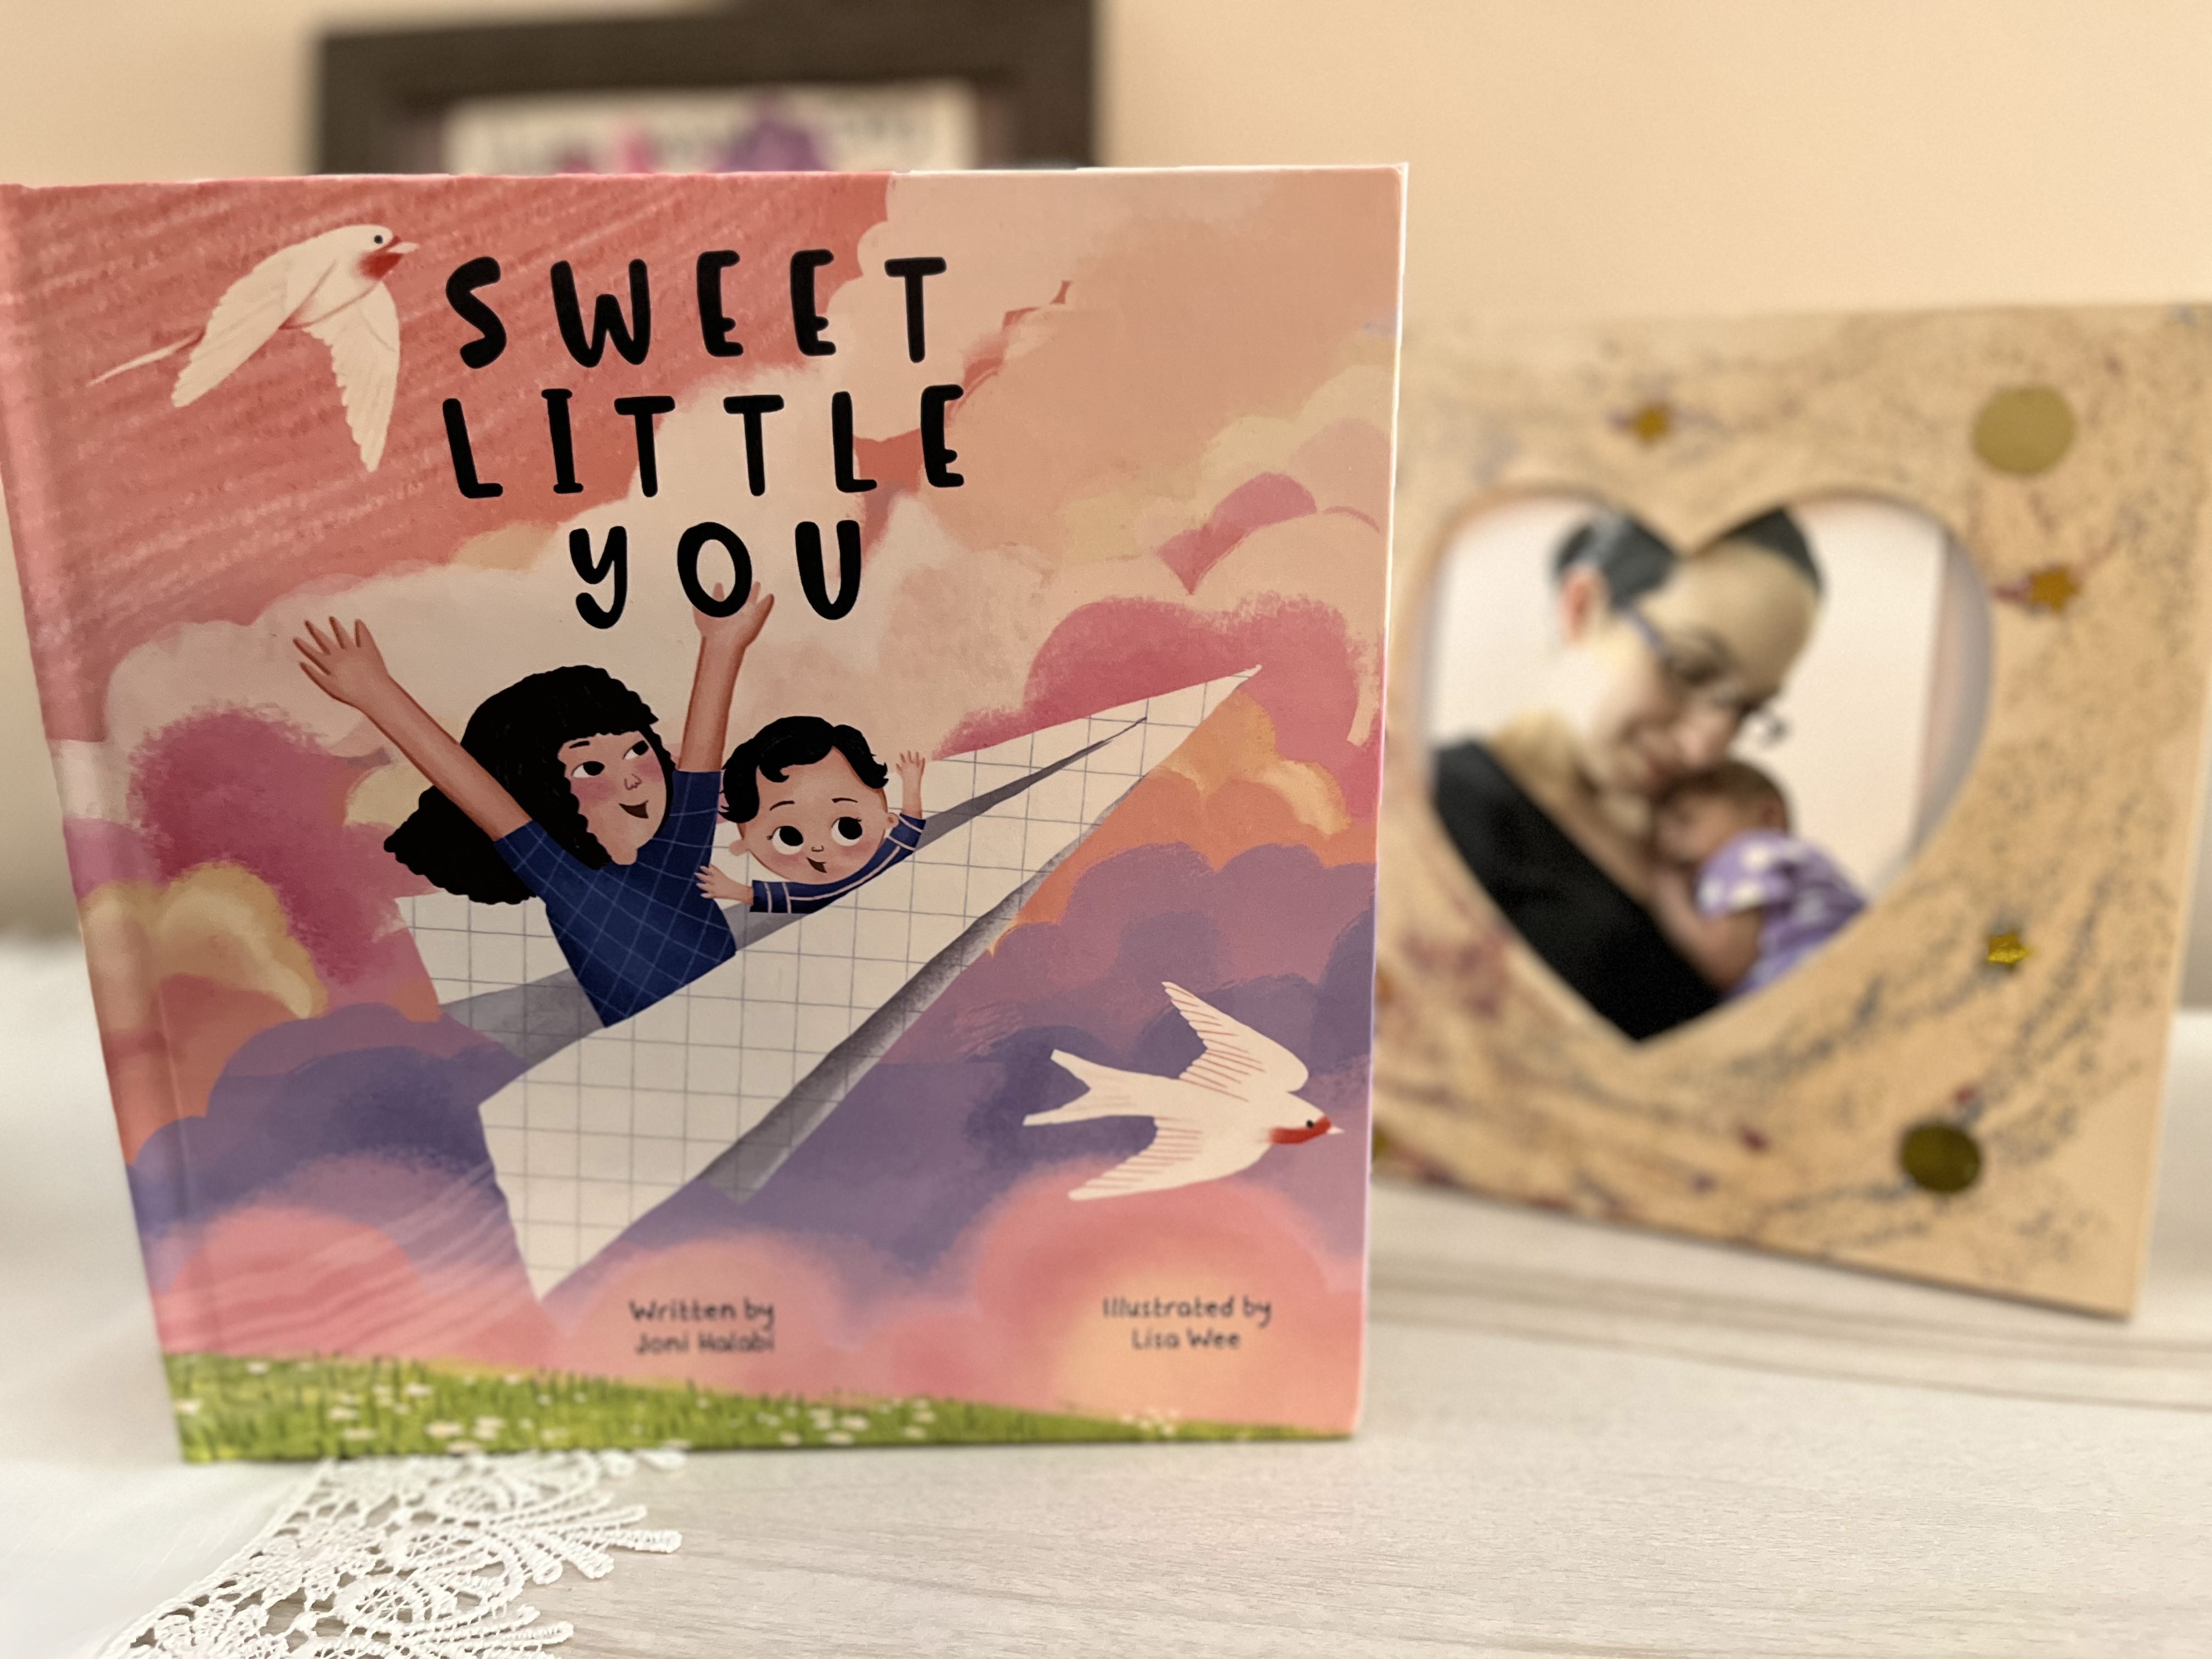 SWEET
LITTLE
YOU
Written by
Joni Halabi
Illustrated by
Lisa Wee